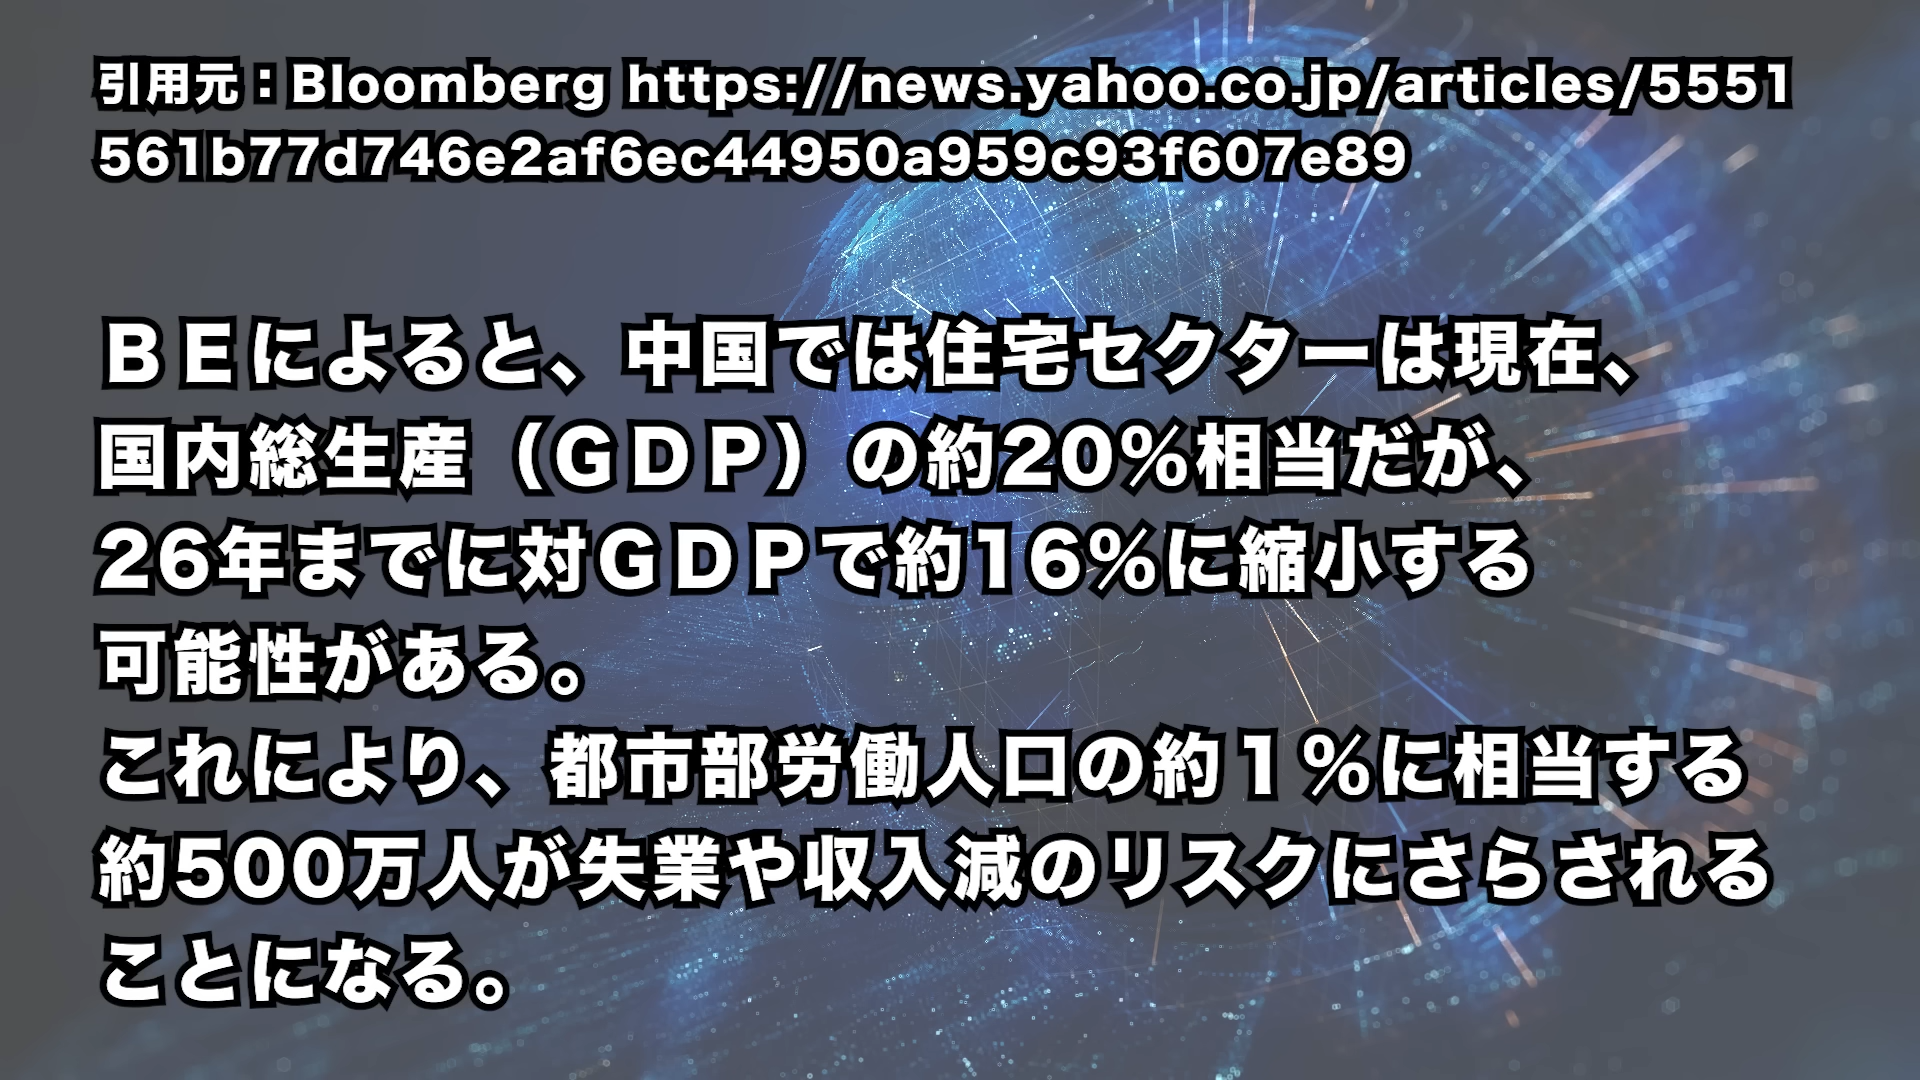 引用元：Bloomberg https://news.yahoo.co.jp/articles/5551
561b77d746e2af6ec44950a959c93f607e89
ＢＥによると、中国では住宅セクターは現在、
国内総生産（ＧＤＰ）の約20％相当だが、
26年までに対ＧＤＰで約16％に縮小する
可能性がある。
これにより、都市部労働人口の約１％に相当する
約500万人が失業や収入減のリスクにさらされる
ことになる。